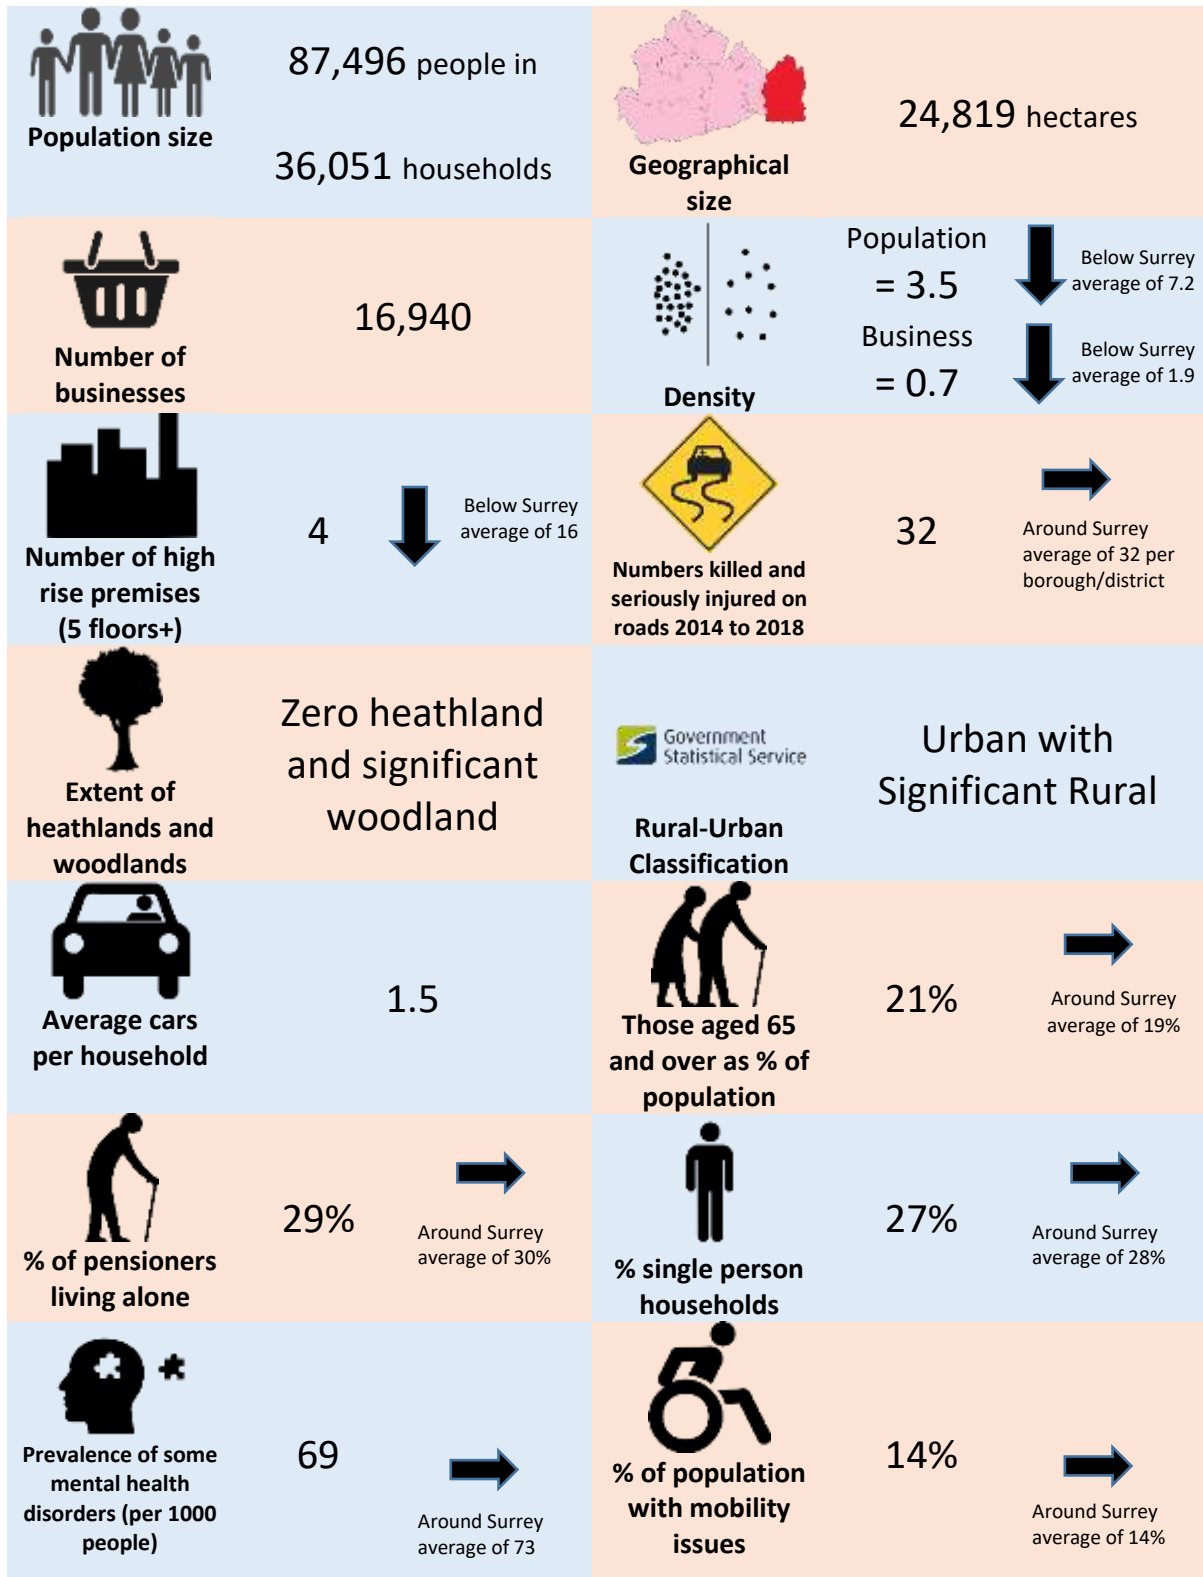 87,496 people in
36,051 households
Population size
24,819 hectares
Geographical
size
16,940
Number of
businesses
Population
= 3.5
Below Surrey
average of 7.2
Business
= 0.7
Below Surrey
average of 1.9
Density
4
Below Surrey
average of 16
Number of high
rise premises
(5 floors+)
32
Around Surrey
average of 32 per
borough/district
Numbers killed and
seriously injured on
roads 2014 to 2018
Zero heathland
and significant
woodland
Extent of
heathlands and
woodlands
Government
Statistical Service
Urban with
Significant Rural
Rural-Urban
Classification
1.5
Average cars
per household
21%
Around Surrey
average of 19%
Those aged 65
and over as % of
population
29%
Around Surrey
average of 30%
% of pensioners
living alone
27%
Around Surrey
average of 28%
% single person
households
69
Around Surrey
average of 73
Prevalence of some
mental health
disorders (per 1000
people)
14%
Around Surrey
average of 14%
% of population
with mobility
issues